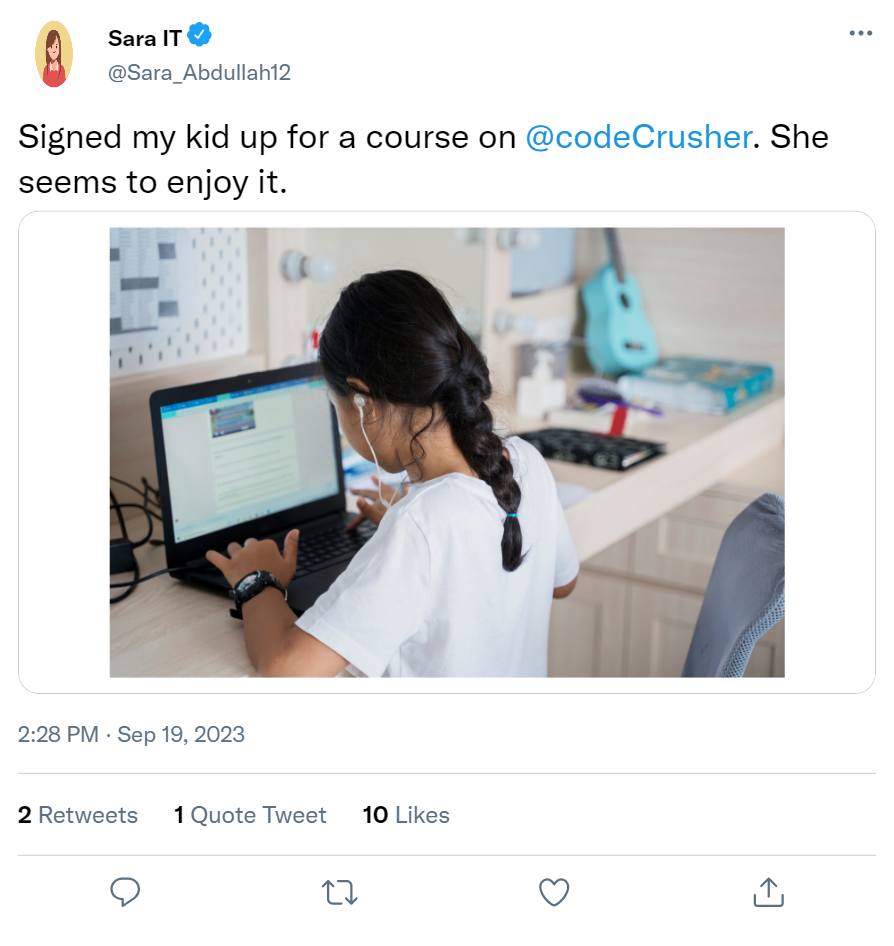 Sara IT
@Sara_Abdullah12
Signed my kid up for a course on @codeCrusher. She
seems to enjoy it.
2:28 PM · Sep 19, 2023
2 Retweets 1 Quote Tweet 10 Likes